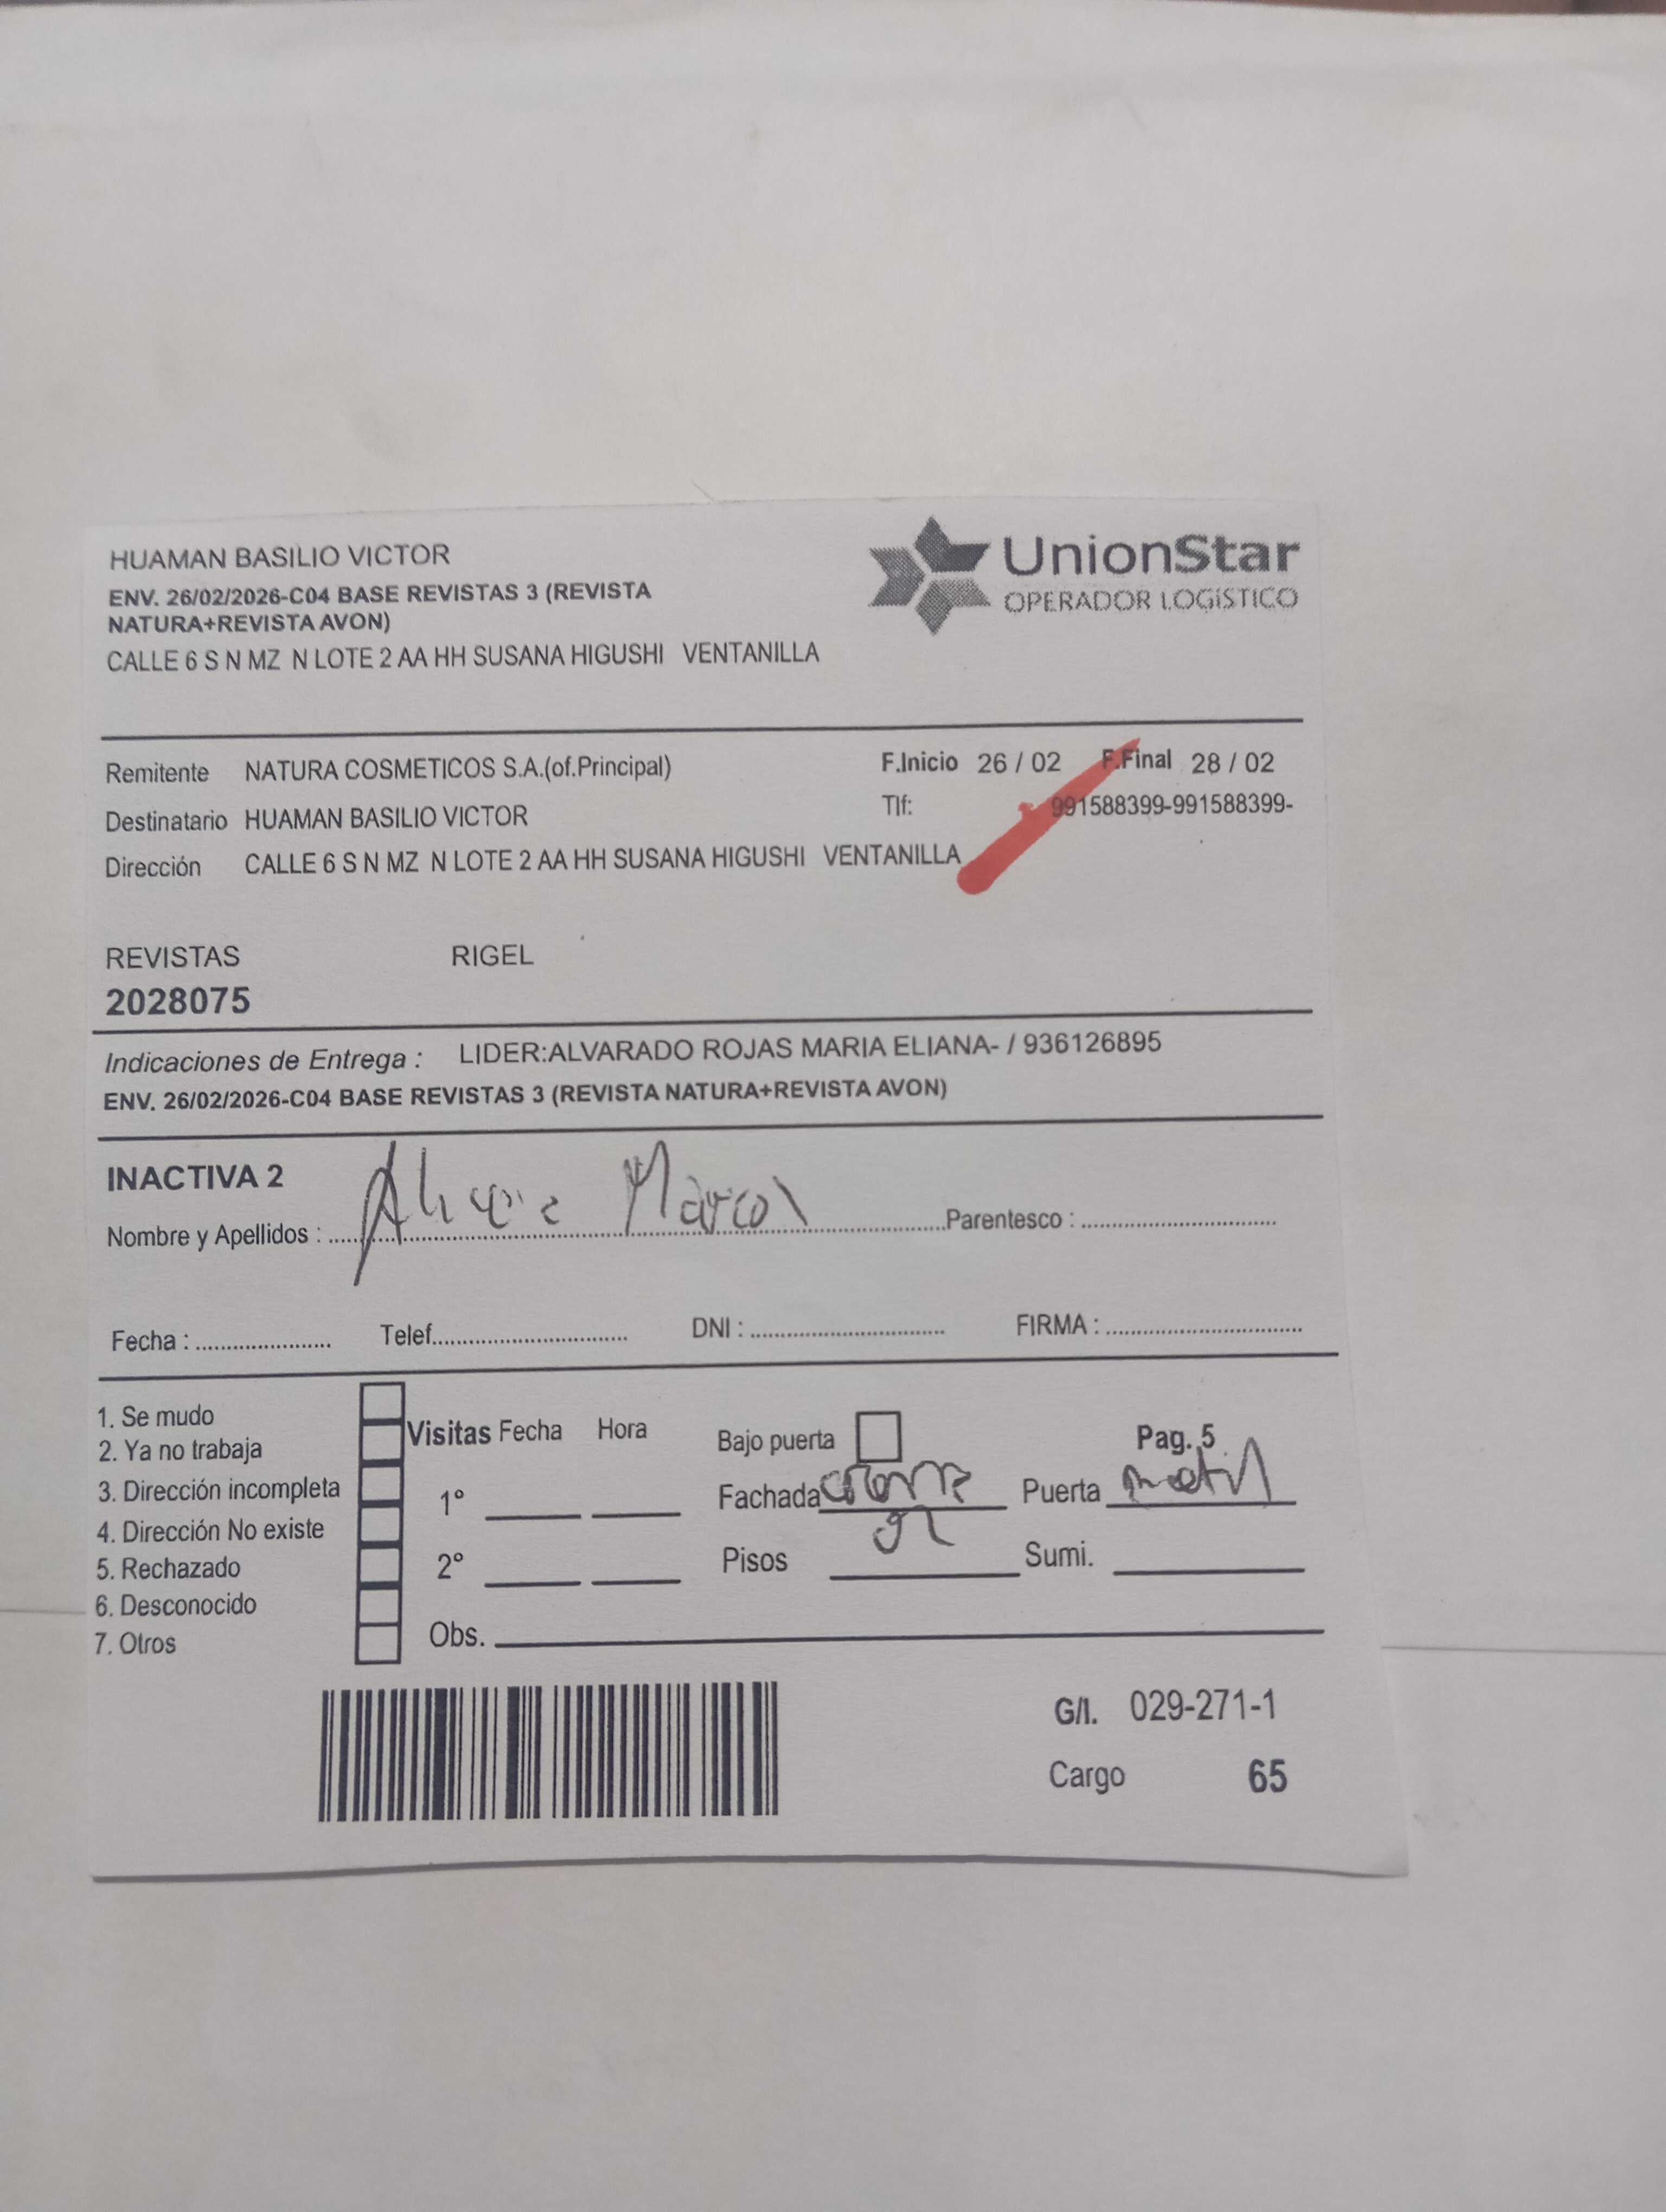 HUAMAN BASILIO VICTOR
ENV. 26/02/2026-C04 BASE REVISTAS 3 (REVISTA
NATURA+REVISTA AVON)
CALLE 6 S N MZ N LOTE 2 AA HH SUSANA HIGUSHI VENTANILLA
UnionStar
OPERADOR LOGÍSTICO
Remitente NATURA COSMETICOS S.A.(of.Principal) F.Inicio 26 / 02 F.Final 28 / 02
Destinatario HUAMAN BASILIO VICTOR Tlf: 991588399-991588399-
Dirección CALLE 6 S N MZ N LOTE 2 AA HH SUSANA HIGUSHI VENTANILLA
REVISTAS RIGEL
2028075
Indicaciones de Entrega : LIDER:ALVARADO ROJAS MARIA ELIANA- / 936126895
ENV. 26/02/2026-C04 BASE REVISTAS 3 (REVISTA NATURA+REVISTA AVON)
INACTIVA 2
Nombre y Apellidos : Marcos Parentesco :
Fecha : Telef. DNI : FIRMA :
1. Se mudo
2. Ya no trabaja
3. Dirección incompleta
4. Dirección No existe
5. Rechazado
6. Desconocido
7. Otros
Visitas Fecha Hora
1°
2°
Obs.
Bajo puerta Pag. 5
Fachada Puerta
Pisos Sumi.
G/I. 029-271-1
Cargo 65